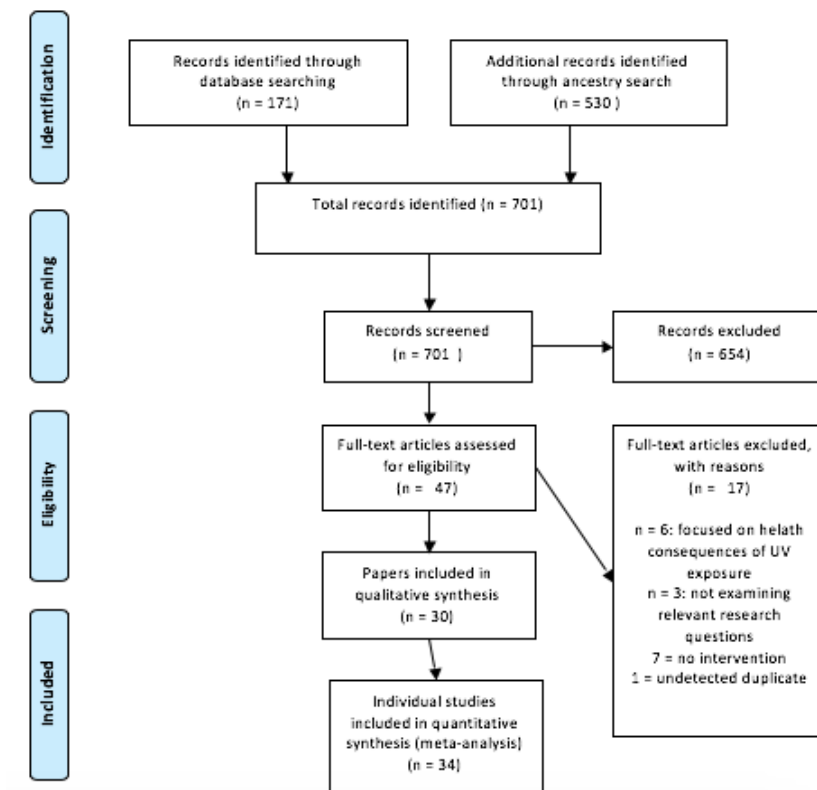 Identification
Records identified through
database searching
(n = 171)
Additional records identified
through ancestry search
(n = 530 )
Total records identified (n = 701)
Screening
Records screened
(n = 701 )
Records excluded
(n = 654)
Eligibility
Full-text articles assessed
for eligibility
(n = 47)
Full-text articles excluded,
with reasons
(n = 17)
n = 6: focused on helath
consequences of UV
exposure
n = 3: not examining
relevant research
questions
7 = no intervention
1 = undetected duplicate
Papers included in
qualitative synthesis
(n = 30)
Included
Individual studies
included in quantitative
synthesis (meta-analysis)
(n = 34)